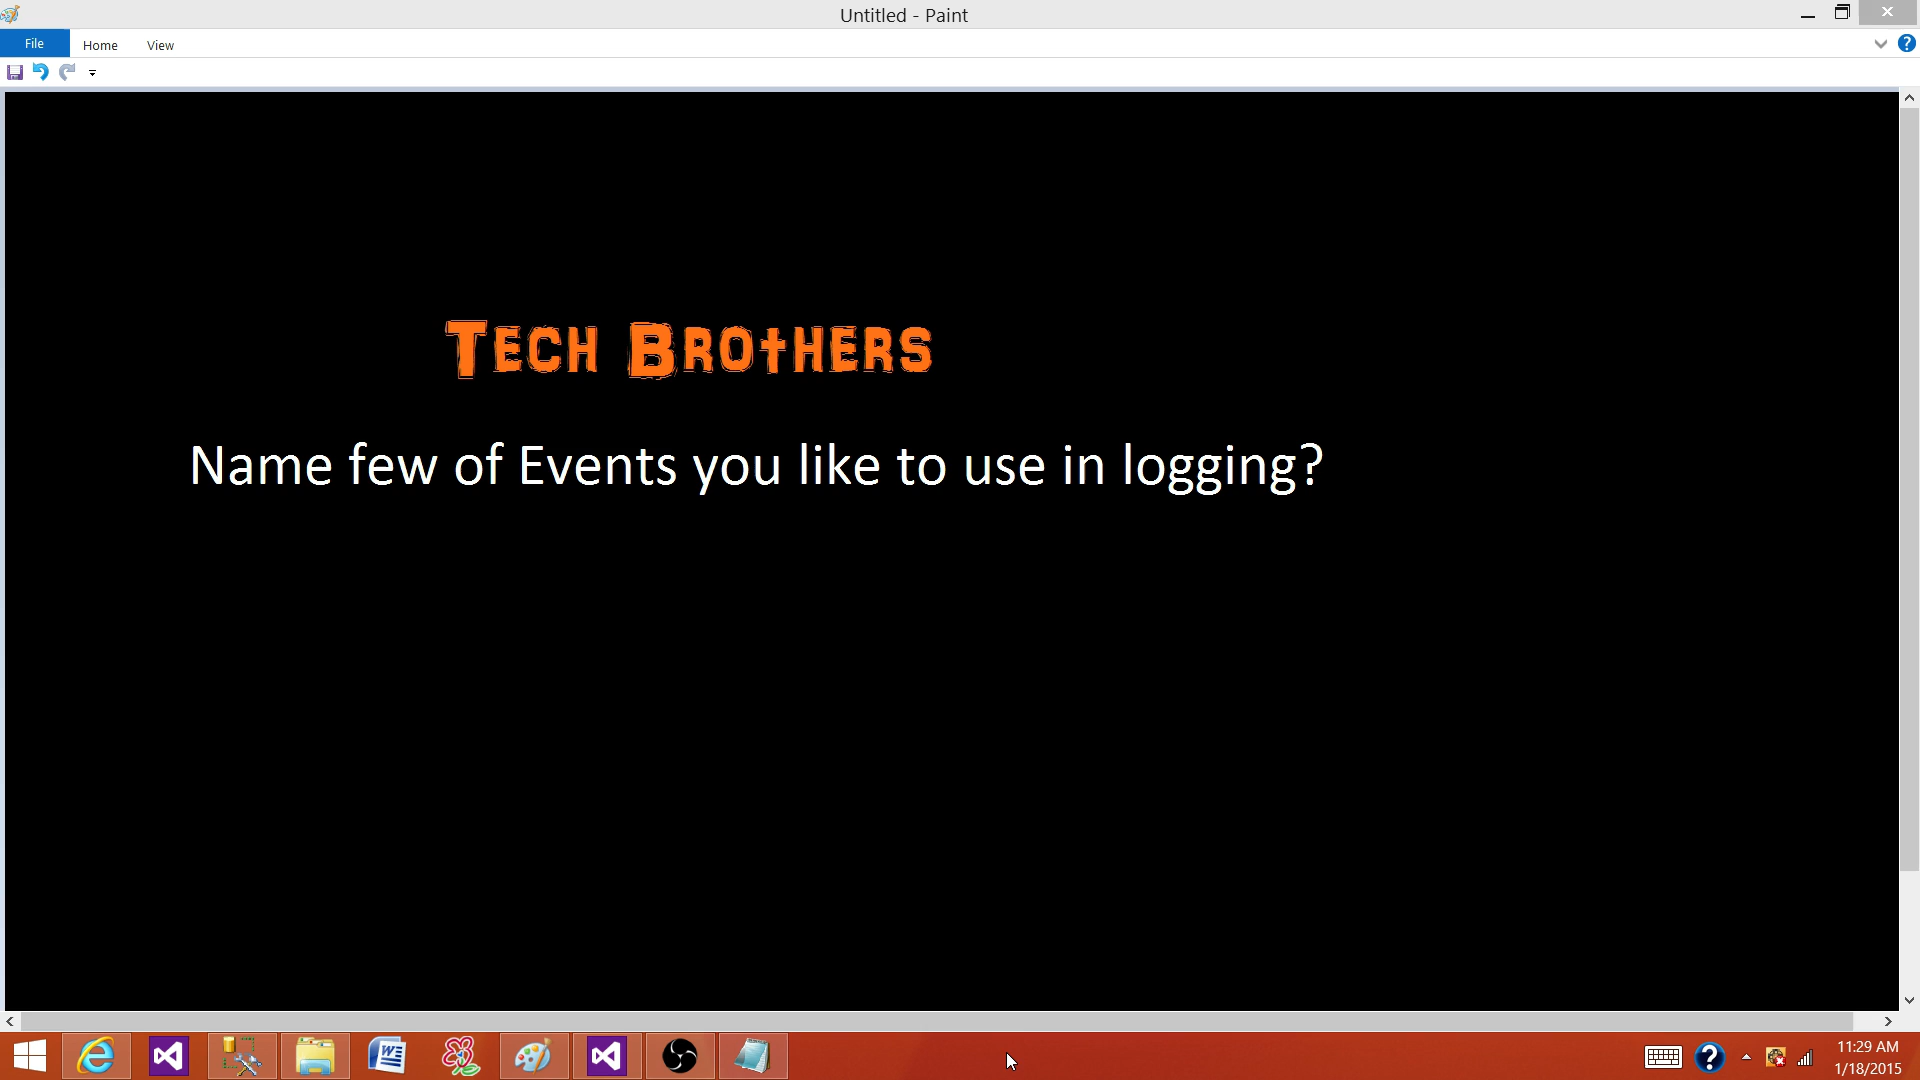 Untitled - Paint
File
Home
View
Tech Brothers
Name few of Events you like to use in logging?
11:29 AM
1/18/2015